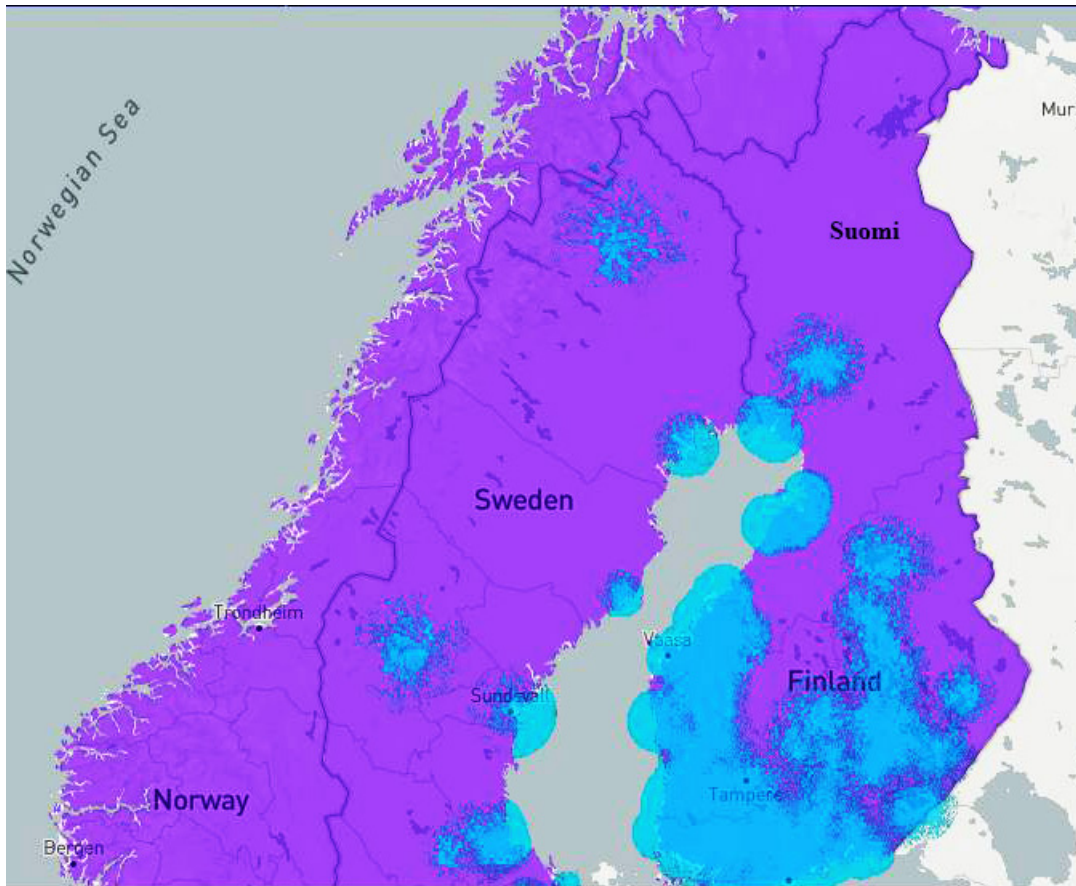 Norwegian Sea
Mur
Suomi
Sweden
Trondheim
Vaasa
Finland
Sundsvall
Tampere
Norway
Bergen